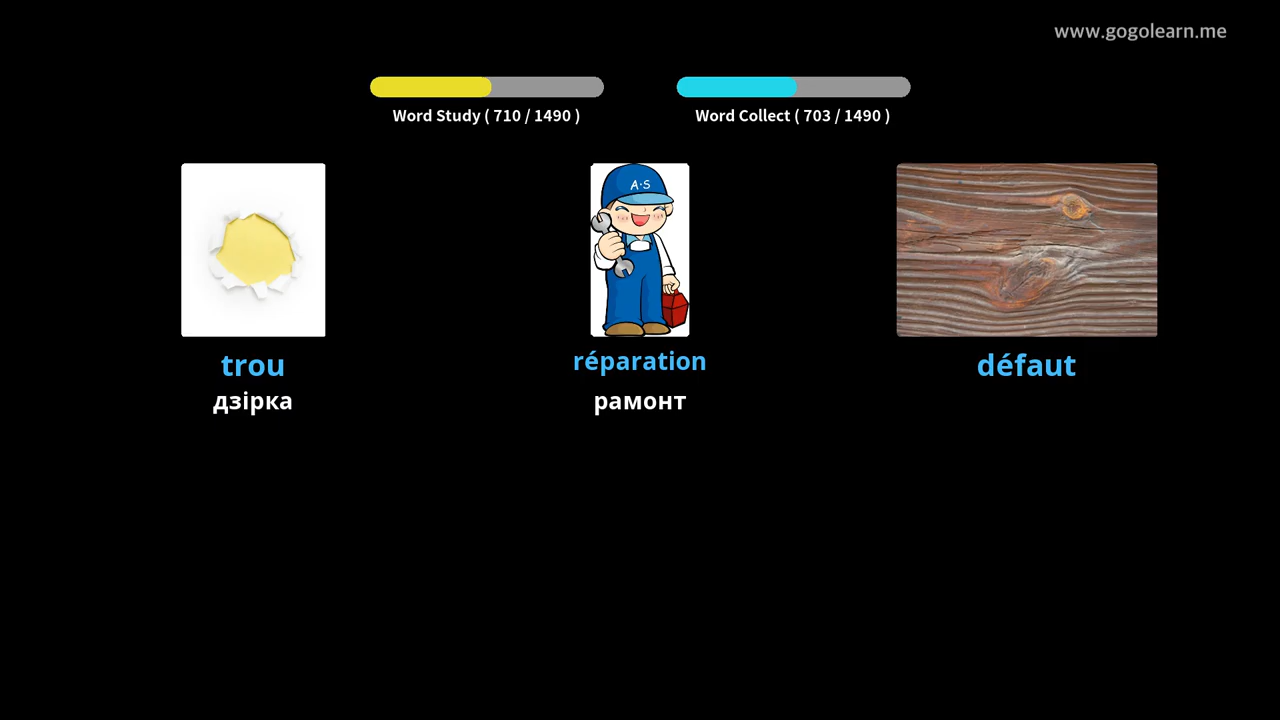 www.gogolearn.me
Word Study ( 710 / 1490 )
Word Collect ( 703 / 1490 )
A·S
trou
réparation
défaut
дзірка
рамонт